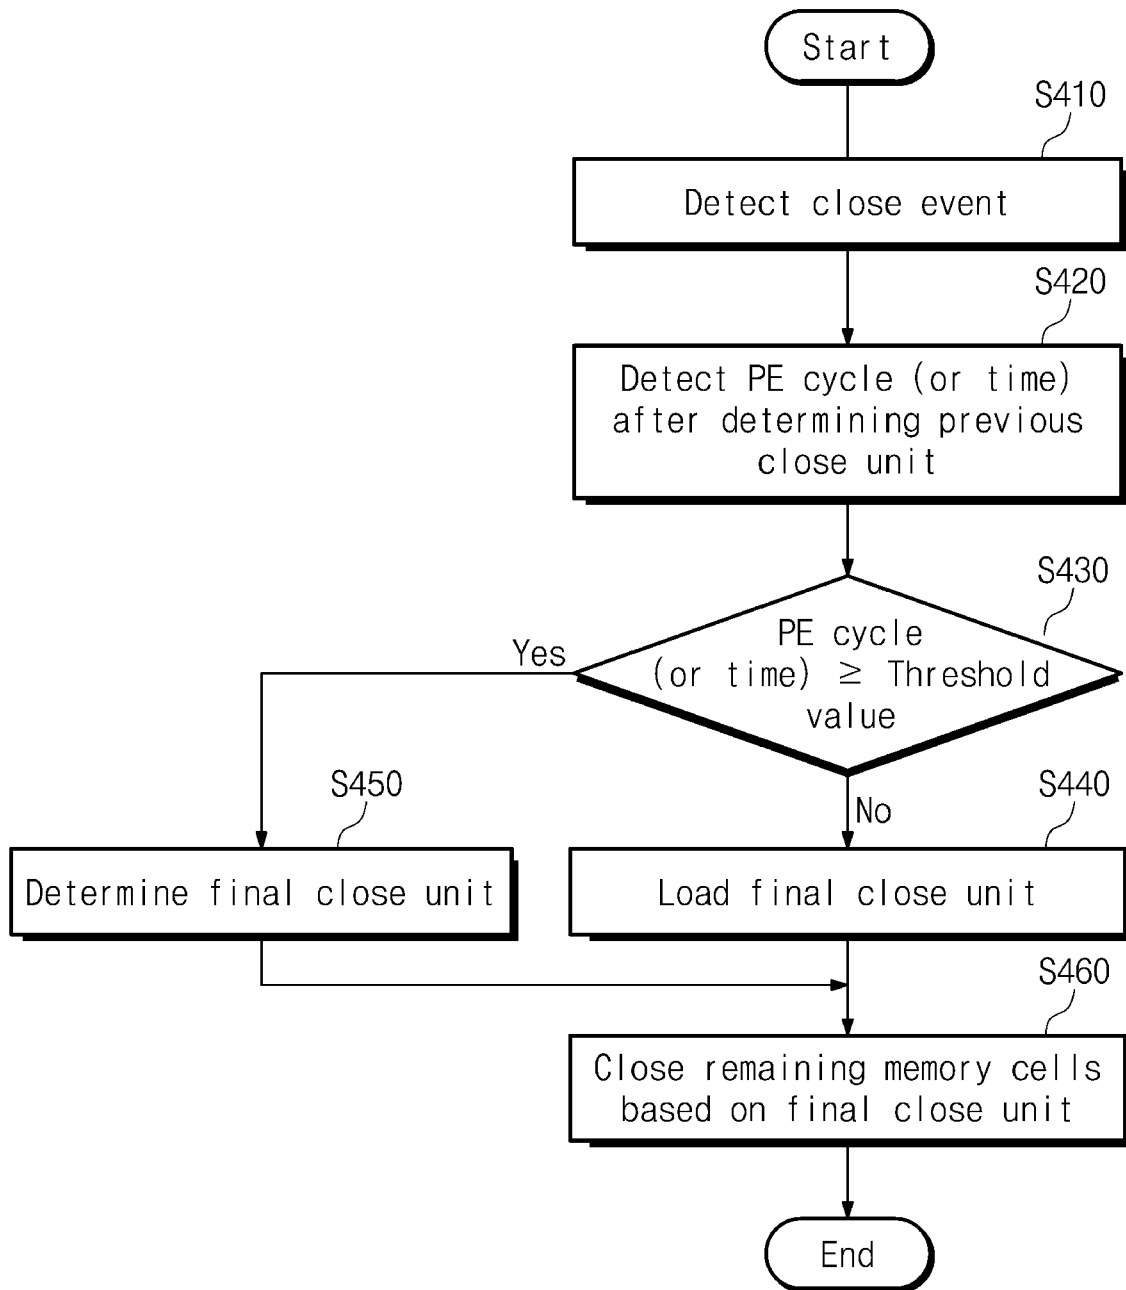 Start
S410
Detect close event
S420
Detect PE cycle (or time)
after determining previous
close unit
S430
PE cycle
(or time) ≥ Threshold
value
Yes
No
S450
Determine final close unit
S440
Load final close unit
S460
Close remaining memory cells
based on final close unit
End